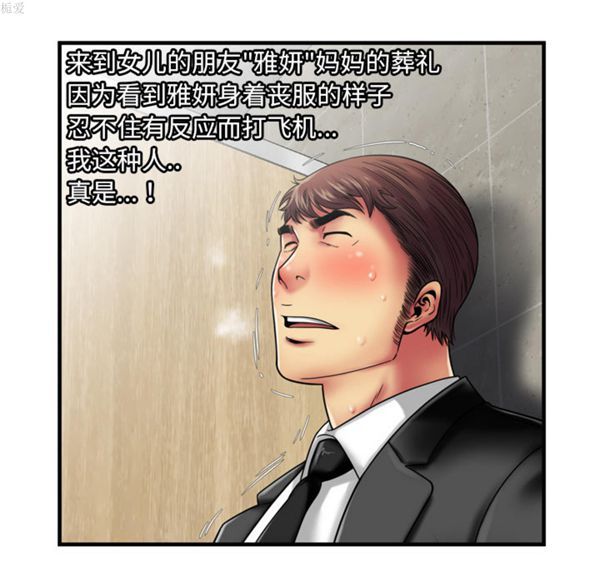 栀爱
来到女儿的朋友"雅妍"妈妈的葬礼
因为看到雅妍身着丧服的样子
忍不住有反应而打飞机...
我这种人..
真是...！